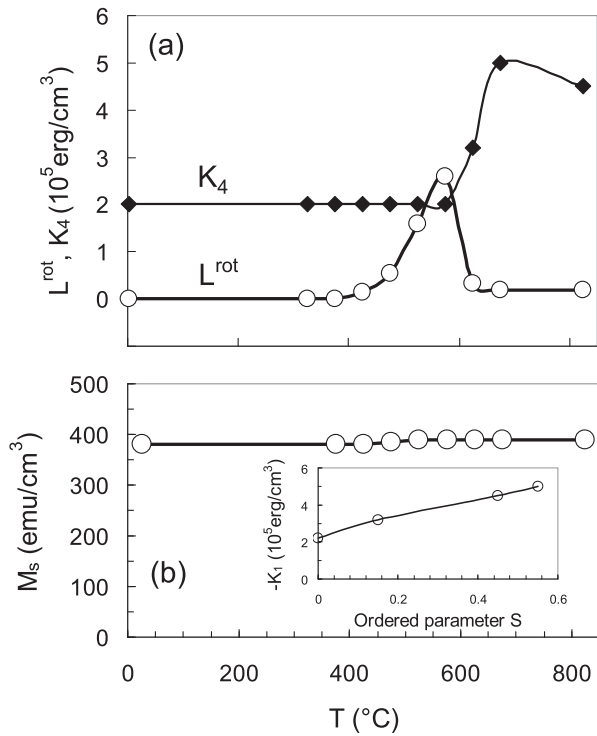 6
(a)
5
4
3
K₄
2
1
Lʳᵒᵗ
0
Lʳᵒᵗ, K₄ (10⁵erg/cm³)
500
400
300
200
100
0
Mₛ (emu/cm³)
(b)
6
4
2
0
-K₁ (10⁵erg/cm³)
0 0.2 0.4 0.6
Ordered parameter S
0 200 400 600 800
T (°C)